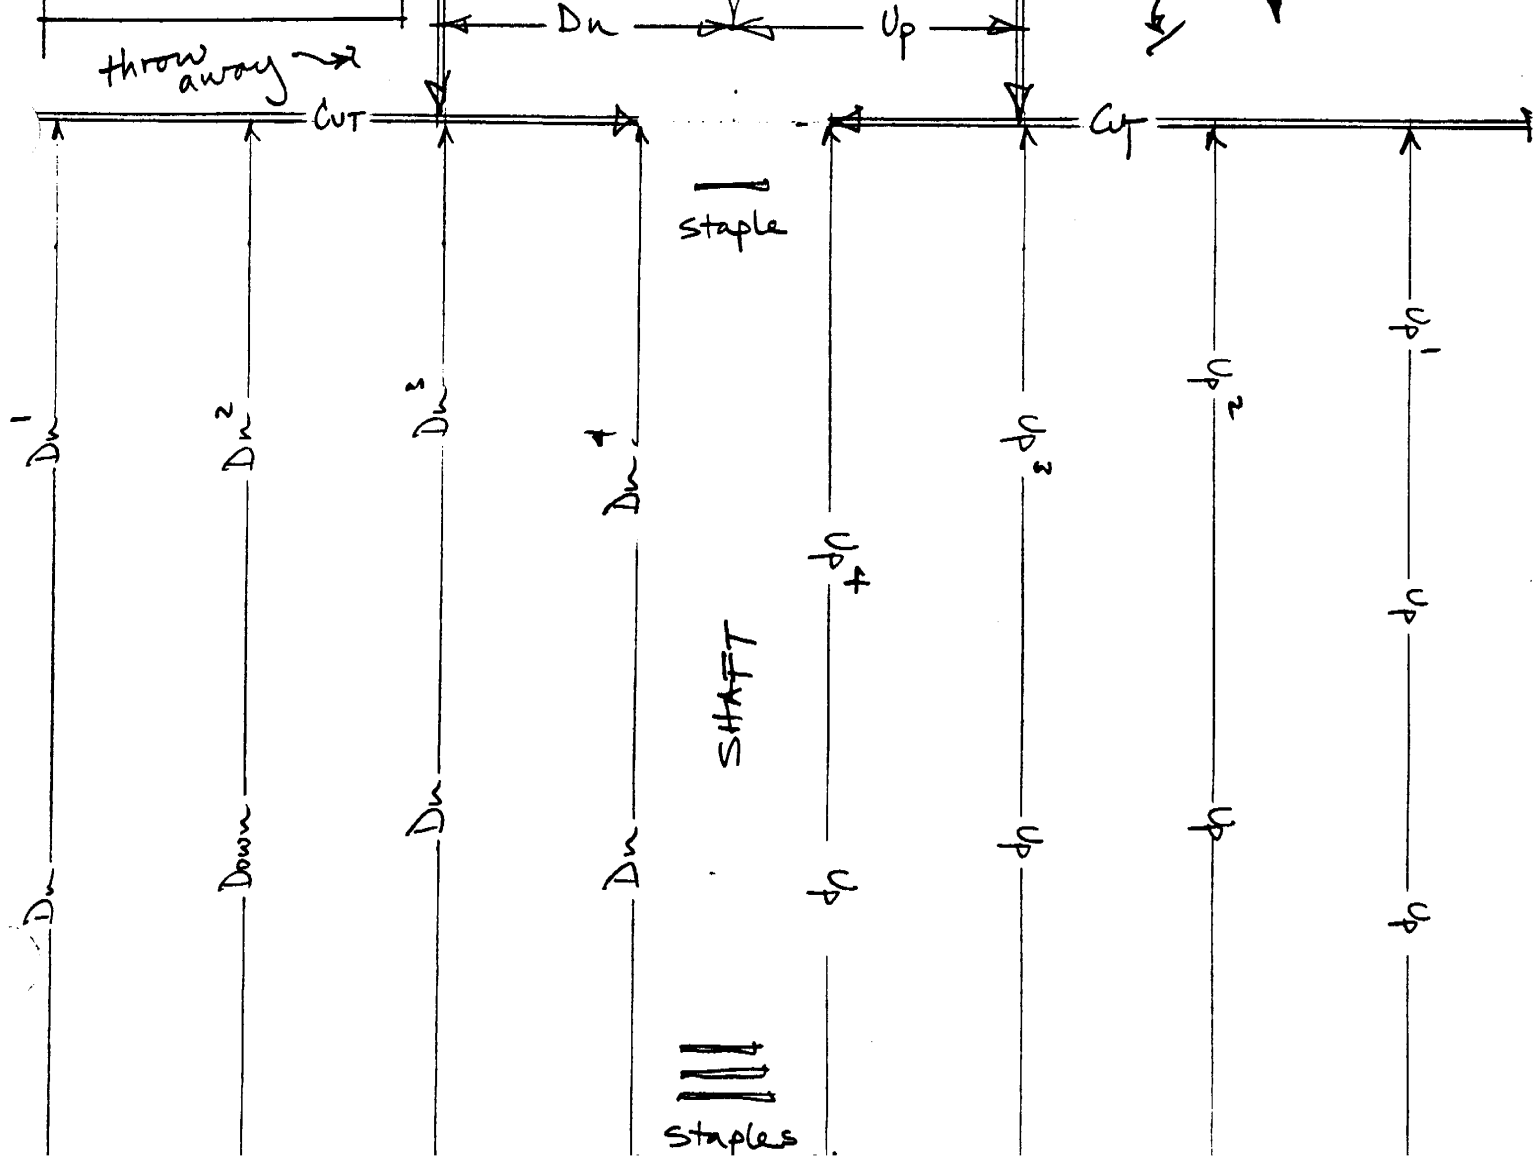 Dn Up
throw
away
CUT CUT
staple
Up 1
Up 2
Dn 3
Dn 1
Dn 2
Up 3
Dn 4
Up 4
Up
SHAFT
Dn
Up
Up
Down
Dn
Up
Dn
Up
staples